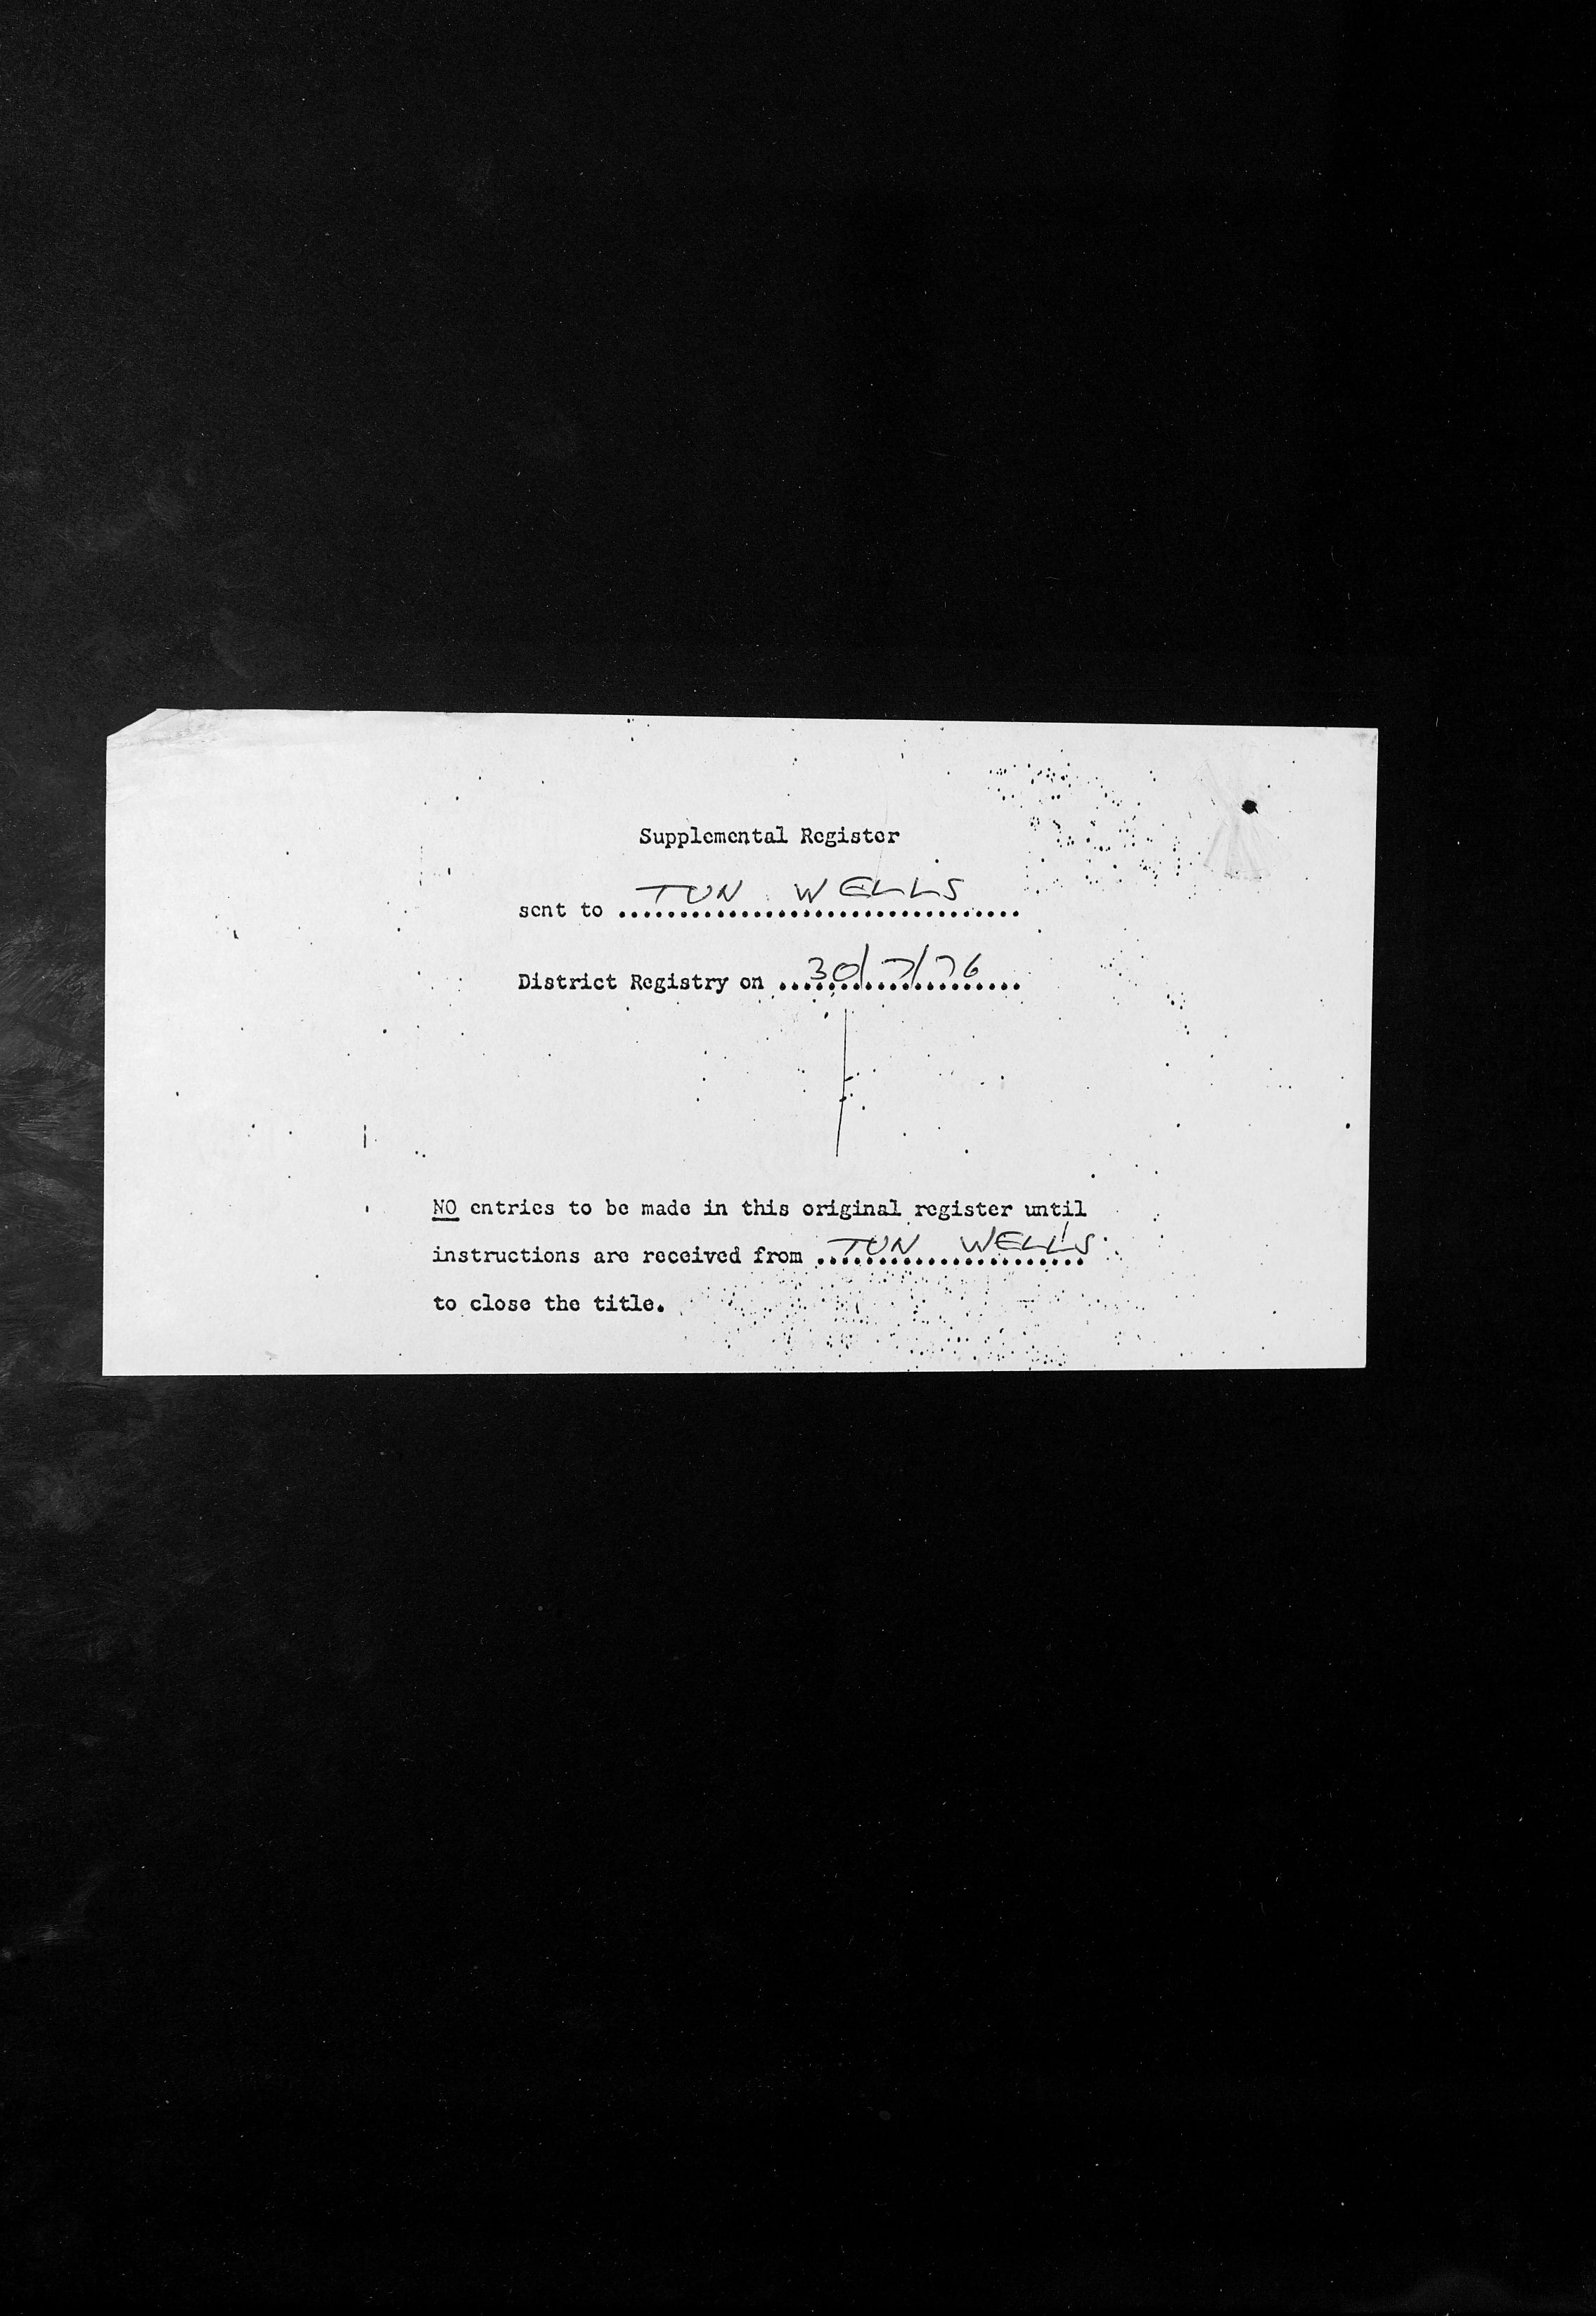 Supplemental Register
sent to TUN WELLS
District Registry on 30/7/76
NO entries to be made in this original register until
instructions are received from TUN WELLS
to close the title.